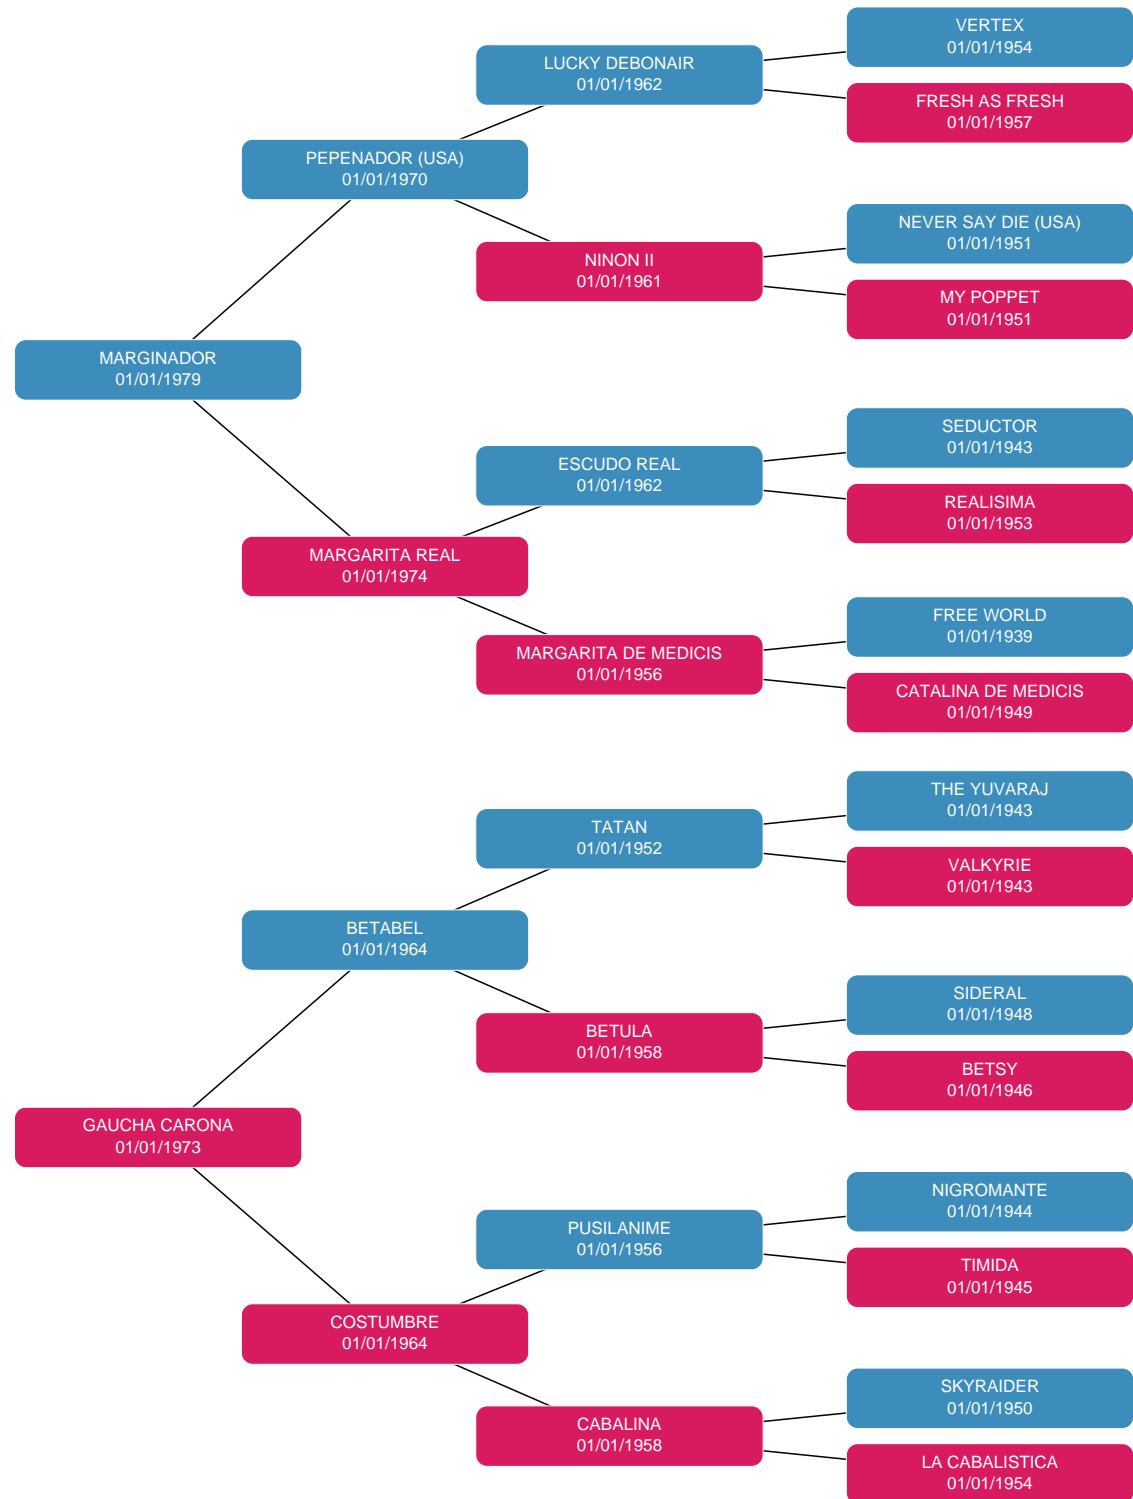 VERTEX
01/01/1954
LUCKY DEBONAIR
01/01/1962
FRESH AS FRESH
01/01/1957
PEPENADOR (USA)
01/01/1970
NEVER SAY DIE (USA)
01/01/1951
NINON II
01/01/1961
MY POPPET
01/01/1951
MARGINADOR
01/01/1979
SEDUCTOR
01/01/1943
ESCUDO REAL
01/01/1962
REALISIMA
01/01/1953
MARGARITA REAL
01/01/1974
FREE WORLD
01/01/1939
MARGARITA DE MEDICIS
01/01/1956
CATALINA DE MEDICIS
01/01/1949
THE YUVARAJ
01/01/1943
TATAN
01/01/1952
VALKYRIE
01/01/1943
BETABEL
01/01/1964
SIDERAL
01/01/1948
BETULA
01/01/1958
BETSY
01/01/1946
GAUCHA CARONA
01/01/1973
NIGROMANTE
01/01/1944
PUSILANIME
01/01/1956
TIMIDA
01/01/1945
COSTUMBRE
01/01/1964
SKYRAIDER
01/01/1950
CABALINA
01/01/1958
LA CABALISTICA
01/01/1954